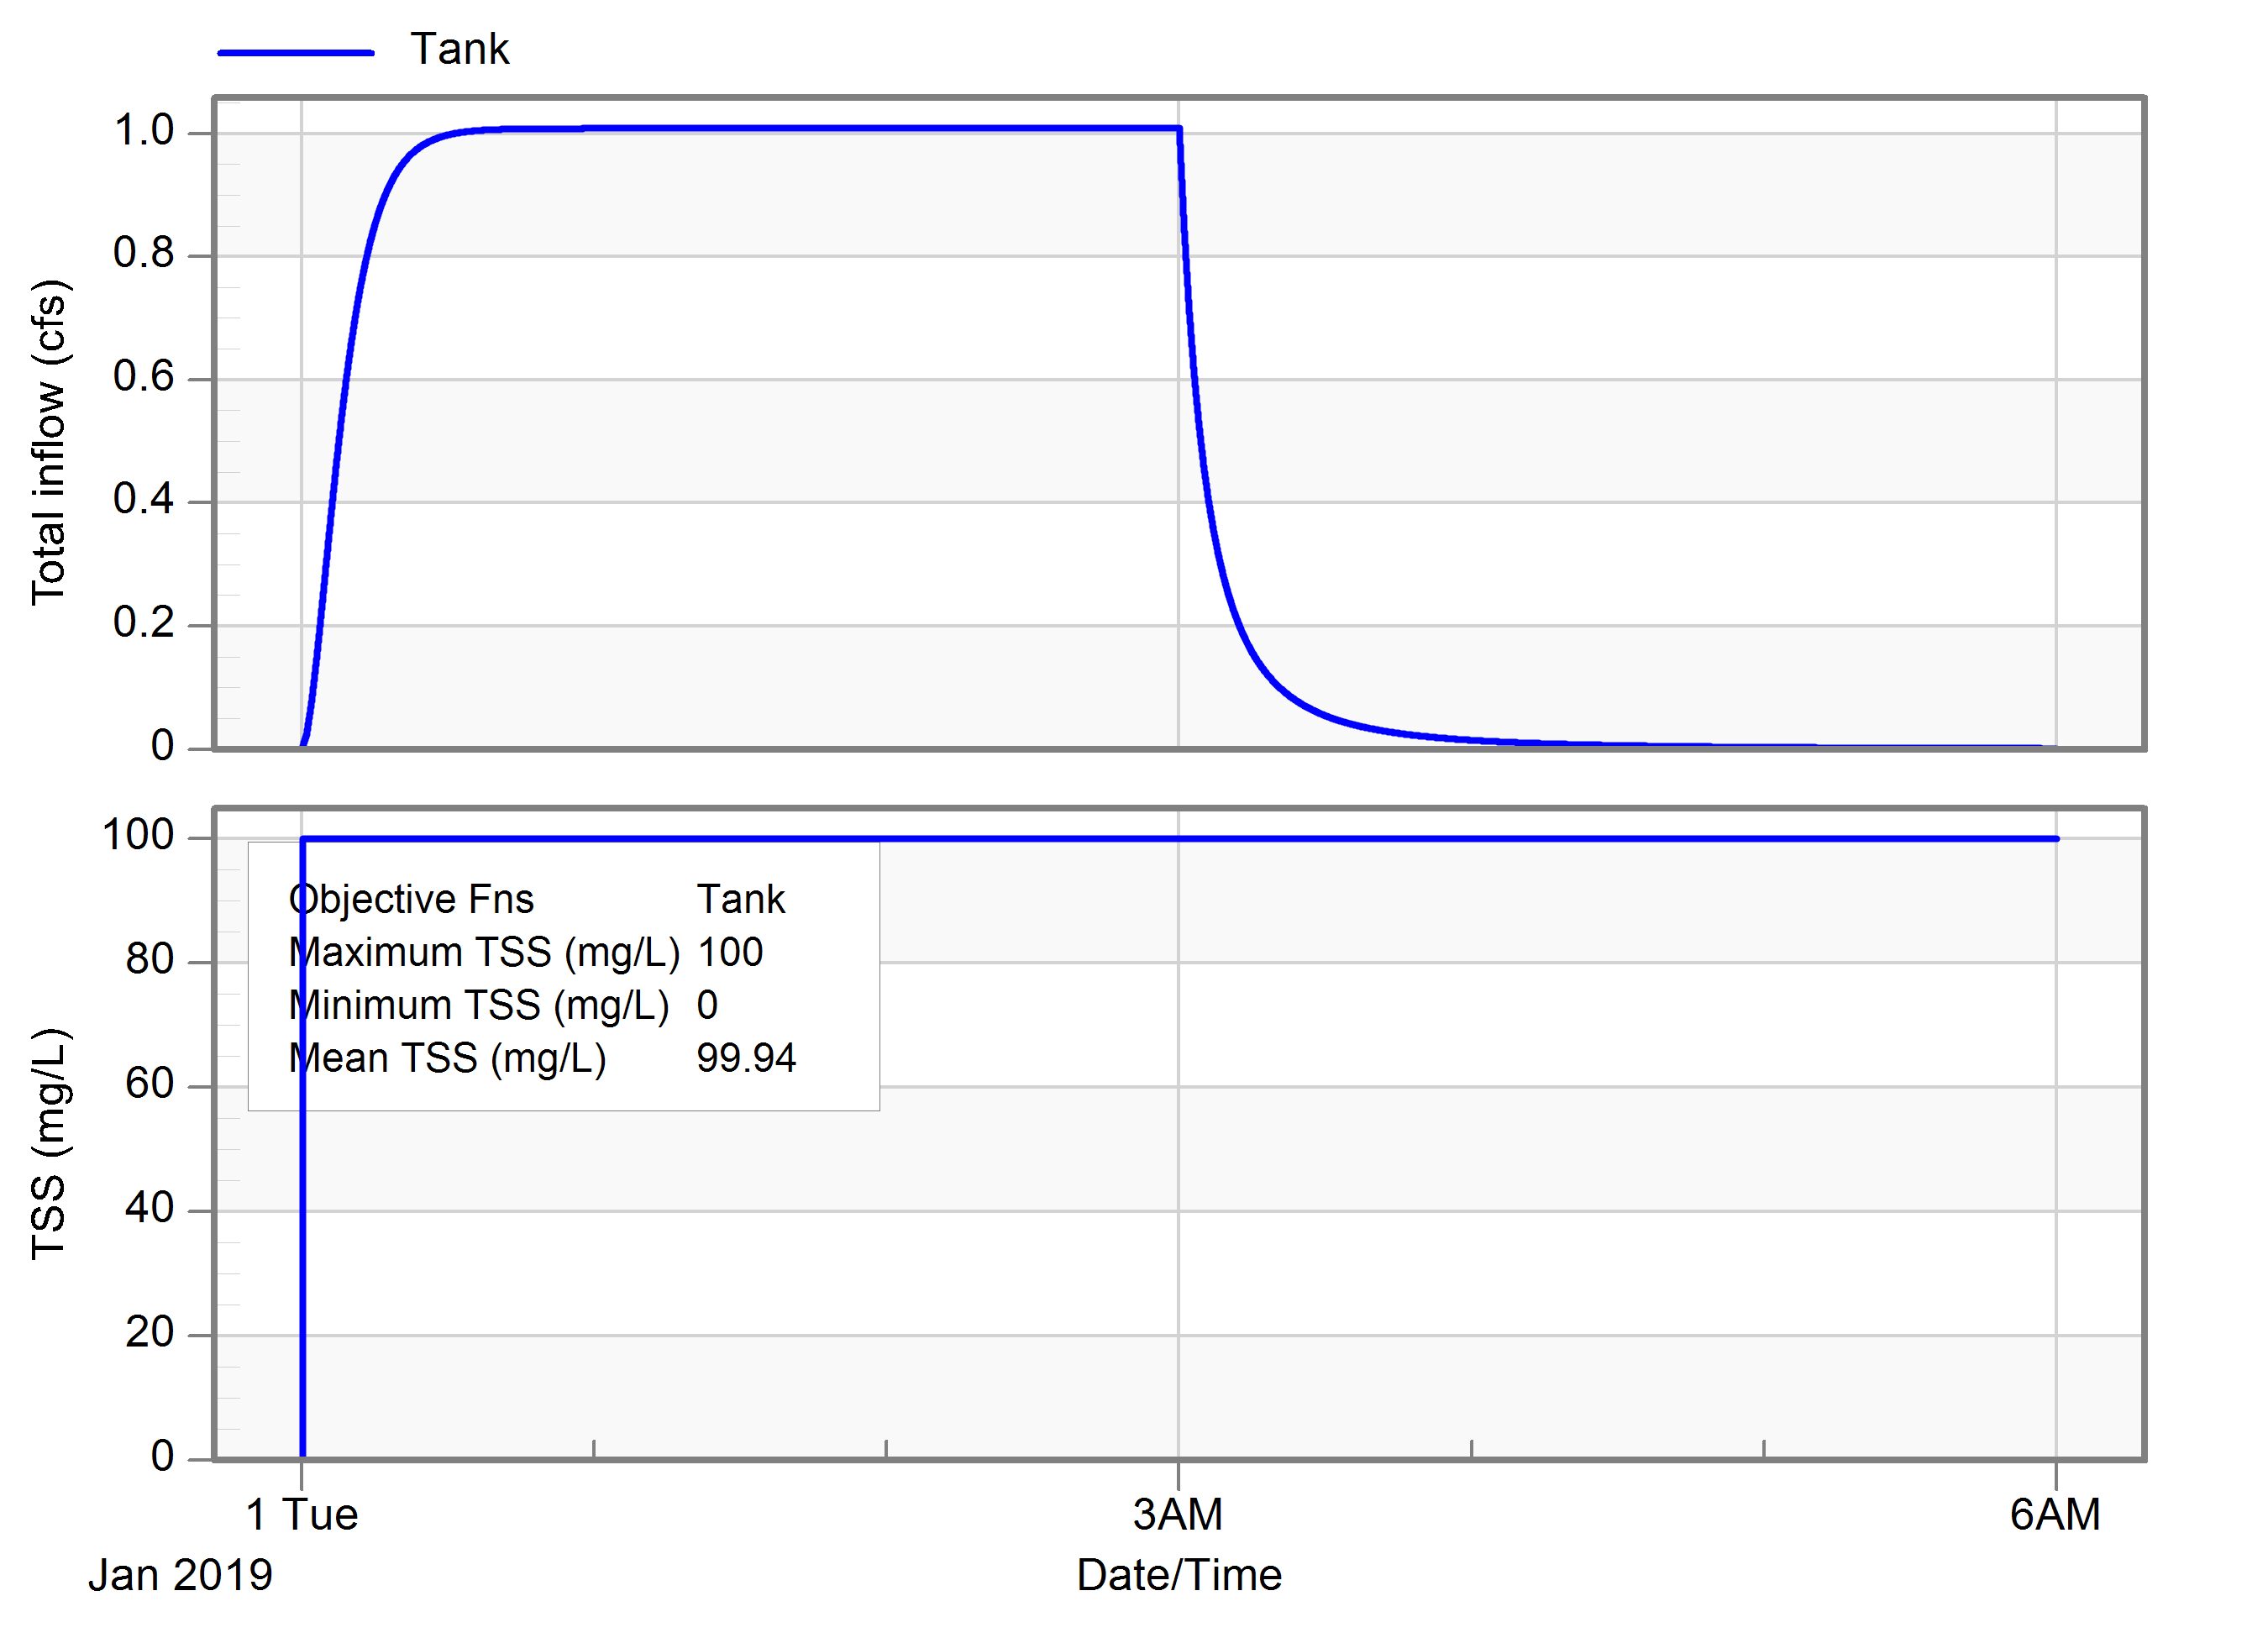 Tank
Total inflow (cfs)
1.0
0.8
0.6
0.4
0.2
0
TSS (mg/L)
100
80
60
40
20
0
Objective Fns Tank
Maximum TSS (mg/L) 100
Minimum TSS (mg/L) 0
Mean TSS (mg/L) 99.94
1 Tue 3AM 6AM
Jan 2019 Date/Time